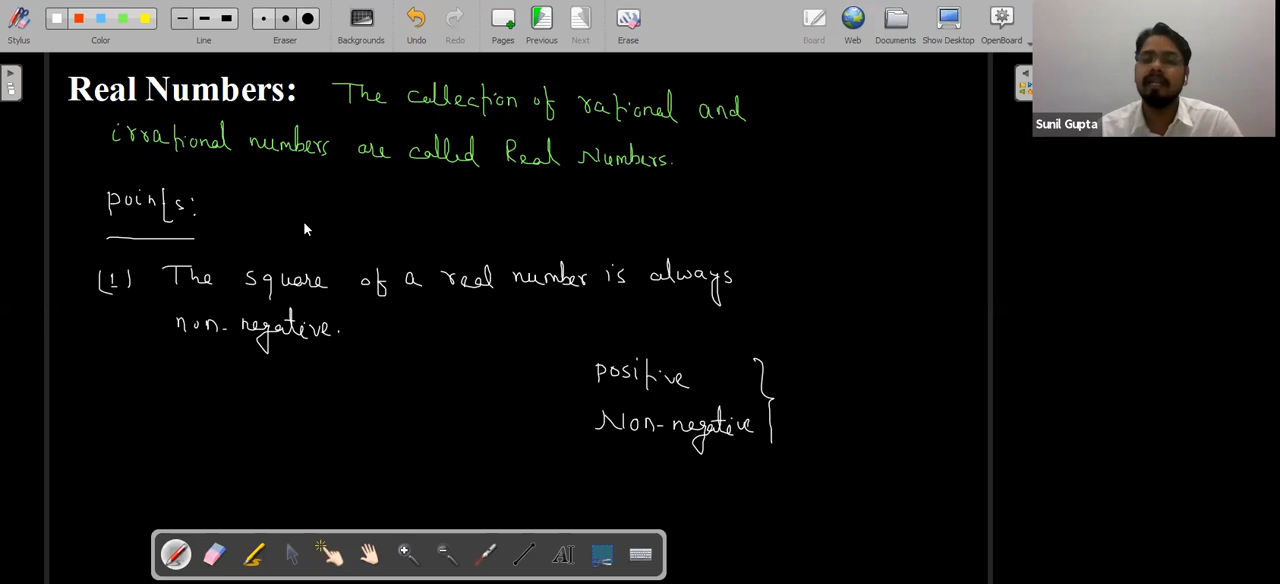 Stylus Color Line Eraser Backgrounds Undo Redo Pages Previous Next Erase Board Web Documents Show Desktop OpenBoard
Sunil Gupta
Real Numbers: The collection of rational and
irrational numbers are called Real Numbers.
points:
(1) The square of a real number is always
non-negative.
positive
Non-negative
AI